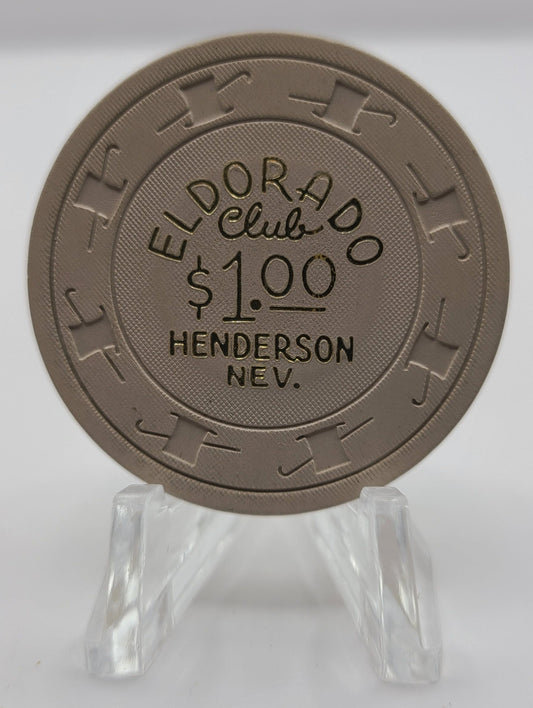 ELDORADO
Club
$1.00
HENDERSON
NEV.